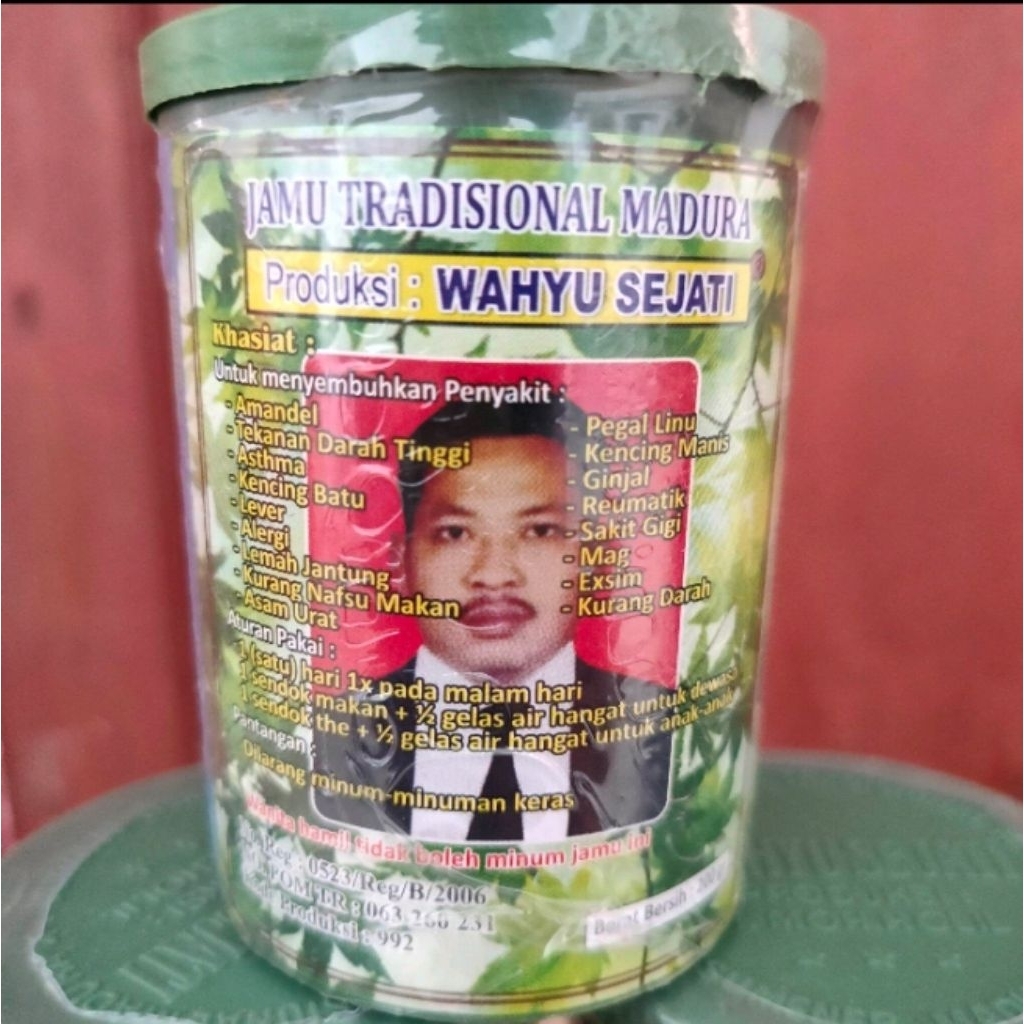 JAMU TRADISIONAL MADURA
Produksi : WAHYU SEJATI ®
Khasiat :
Untuk menyembuhkan Penyakit :
- Amandel
- Tekanan Darah Tinggi
- Asthma
- Kencing Batu
- Lever
- Alergi
- Lemah Jantung
- Kurang Nafsu Makan
- Asam Urat
- Pegal Linu
- Kencing Manis
- Ginjal
- Reumatik
- Sakit Gigi
- Mag
- Exsim
- Kurang Darah
Aturan Pakai :
1 (satu) hari 1x pada malam hari
1 sendok makan + ½ gelas air hangat untuk dewasa
1 sendok the + ½ gelas air hangat untuk anak-anak
Pantangan :
Dilarang minum-minuman keras
Wanita hamil tidak boleh minum jamu ini
Reg : 0523/Reg/B/2006
POM TR : 063 260 231
Produksi : 992
Berat Bersih :